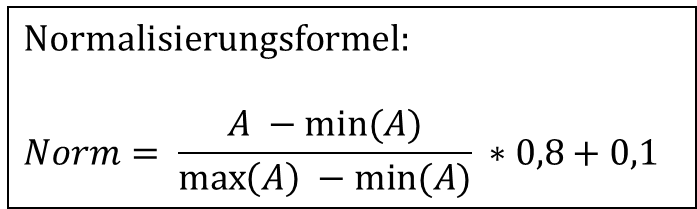 Normalisierungsformel:
Norm = (A − min(A)) / (max(A) − min(A)) * 0,8 + 0,1